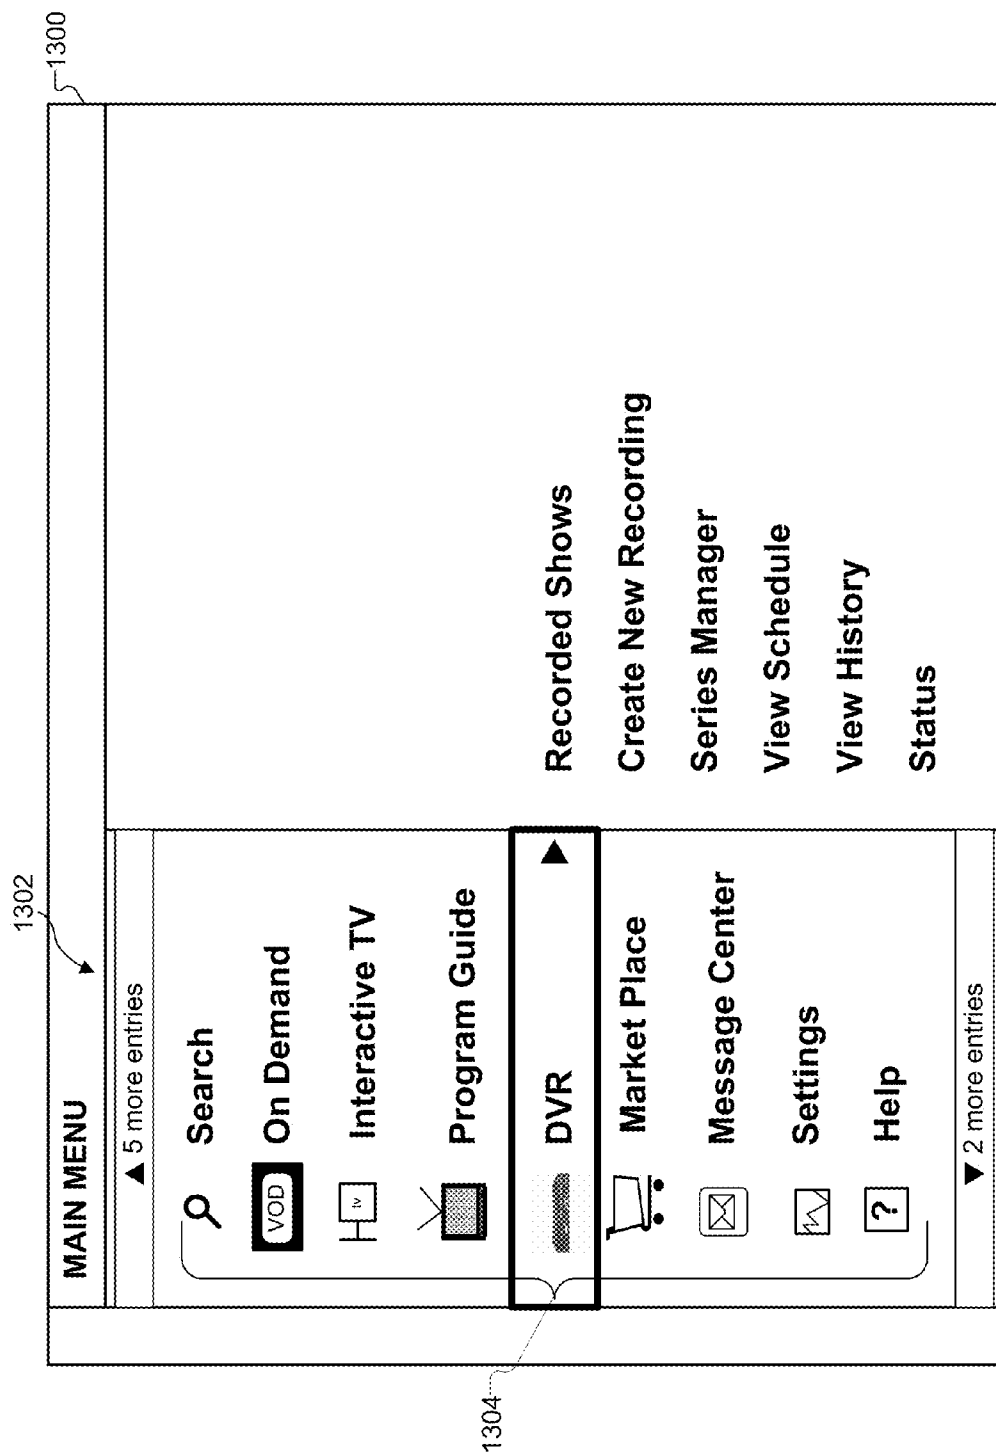 1300
1302
MAIN MENU
▲ 5 more entries
Search
VOD On Demand
tv Interactive TV
Program Guide
DVR ▶
Market Place
Message Center
Settings
? Help
▼ 2 more entries
Recorded Shows
Create New Recording
Series Manager
View Schedule
View History
Status
1304